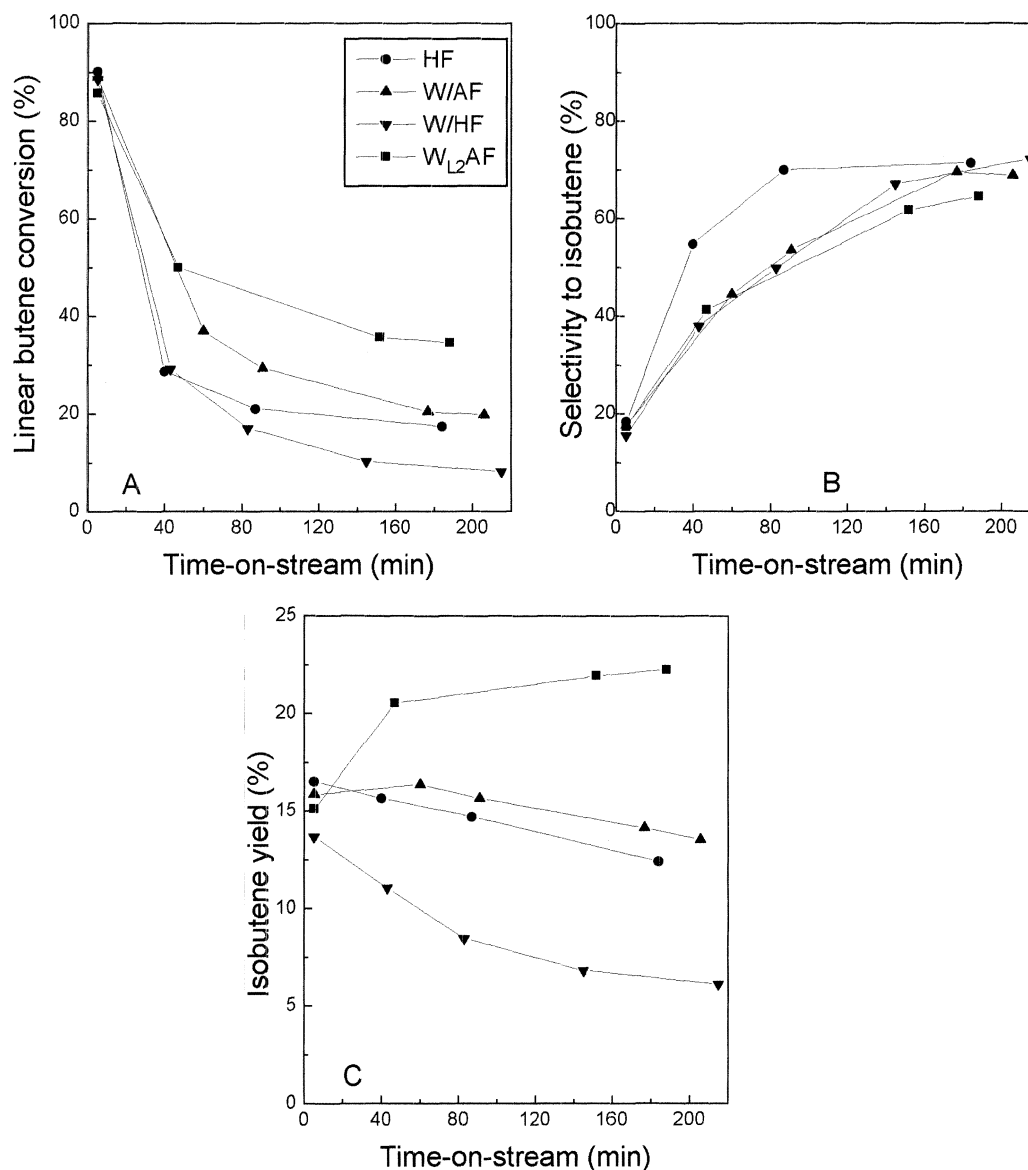 Linear butene conversion (%)
100
80
60
40
20
0
HF
W/AF
W/HF
W_L2AF
A
0 40 80 120 160 200
Time-on-stream (min)
Selectivity to isobutene (%)
100
80
60
40
20
0
B
0 40 80 120 160 200
Time-on-stream (min)
Isobutene yield (%)
25
20
15
10
5
0
C
0 40 80 120 160 200
Time-on-stream (min)